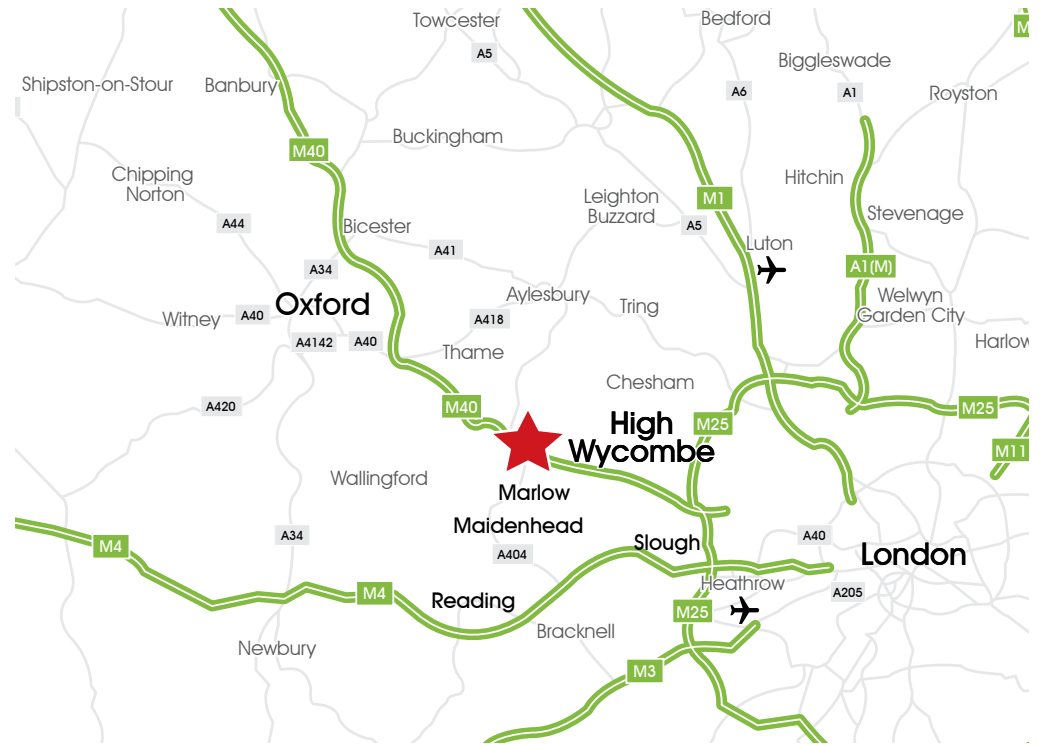 Towcester
Bedford
M
A5
Biggleswade
Shipston-on-Stour
Banbury
A6
A1
Royston
Buckingham
M40
Chipping
Norton
Hitchin
Leighton
Buzzard
M1
Stevenage
A44
Bicester
A5
A41
Luton
A34
A1(M)
Oxford
Aylesbury
Tring
Welwyn
Garden City
Witney
A40
A418
A4142
A40
Harlow
Thame
Chesham
A420
M40
M25
High
Wycombe
M25
M11
Wallingford
Marlow
Maidenhead
A34
A40
M4
A404
Slough
London
Heathrow
M4
A205
Reading
M25
Bracknell
Newbury
M3